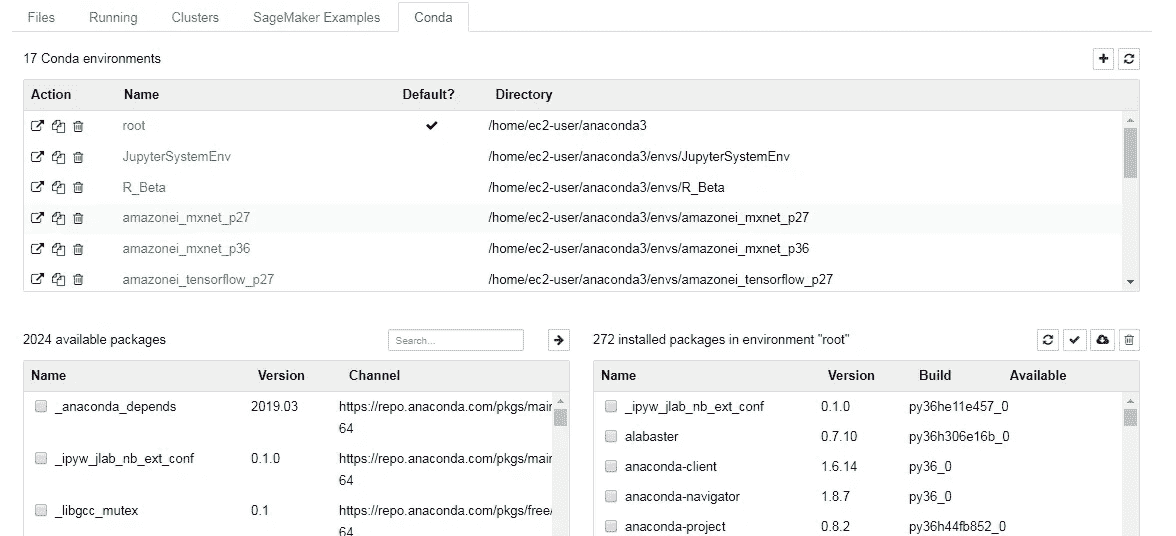 Files Running Clusters SageMaker Examples Conda
17 Conda environments
Action Name Default? Directory
root /home/ec2-user/anaconda3
JupyterSystemEnv /home/ec2-user/anaconda3/envs/JupyterSystemEnv
R_Beta /home/ec2-user/anaconda3/envs/R_Beta
amazonei_mxnet_p27 /home/ec2-user/anaconda3/envs/amazonei_mxnet_p27
amazonei_mxnet_p36 /home/ec2-user/anaconda3/envs/amazonei_mxnet_p36
amazonei_tensorflow_p27 /home/ec2-user/anaconda3/envs/amazonei_tensorflow_p27
2024 available packages Search...
Name Version Channel
_anaconda_depends 2019.03 https://repo.anaconda.com/pkgs/mair
64
_ipyw_jlab_nb_ext_conf 0.1.0 https://repo.anaconda.com/pkgs/mair
64
_libgcc_mutex 0.1 https://repo.anaconda.com/pkgs/free/
64
272 installed packages in environment "root"
Name Version Build Available
_ipyw_jlab_nb_ext_conf 0.1.0 py36he11e457_0
alabaster 0.7.10 py36h306e16b_0
anaconda-client 1.6.14 py36_0
anaconda-navigator 1.8.7 py36_0
anaconda-project 0.8.2 py36h44fb852_0